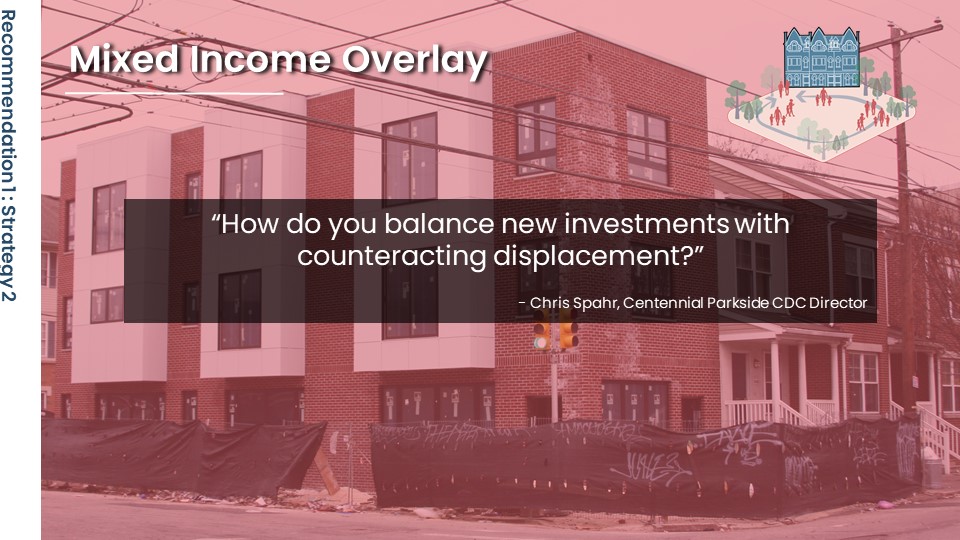 Recommendation 1: Strategy 2
Mixed Income Overlay
“How do you balance new investments with
counteracting displacement?”
- Chris Spahr, Centennial Parkside CDC Director